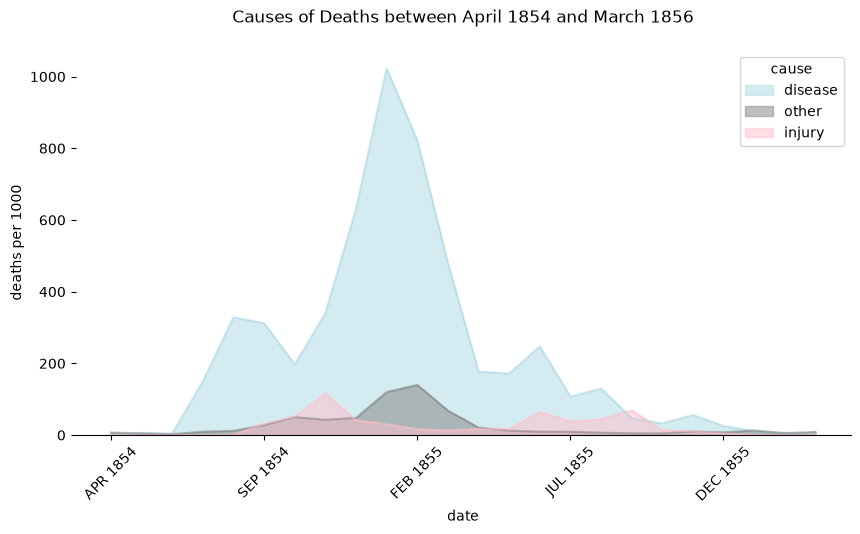 Causes of Deaths between April 1854 and March 1856
cause
disease
other
injury
deaths per 1000
1000
800
600
400
200
0
APR 1854
SEP 1854
FEB 1855
JUL 1855
DEC 1855
date